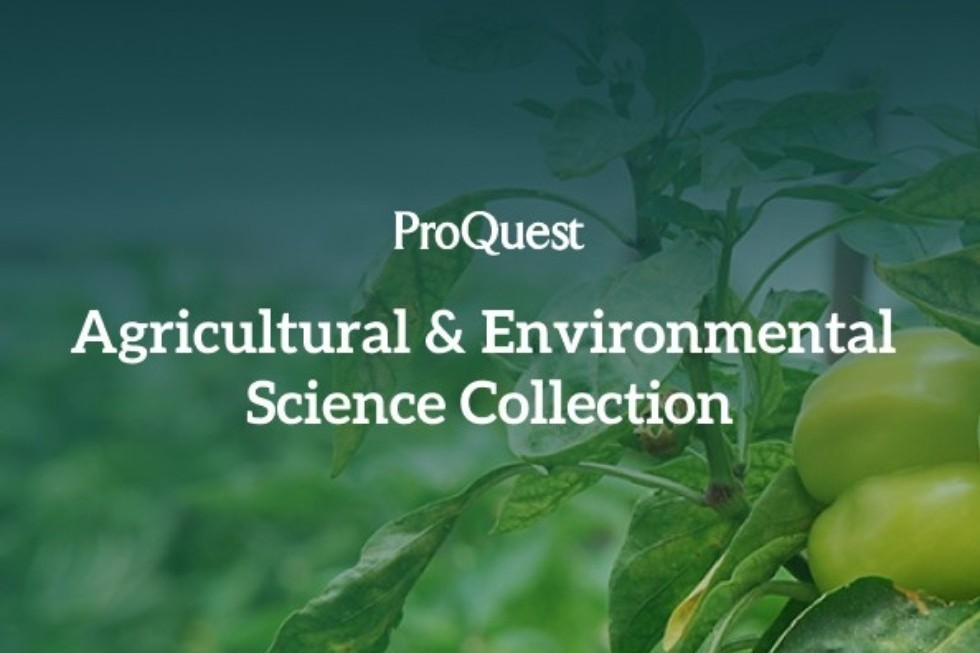 ProQuest
Agricultural & Environmental
Science Collection